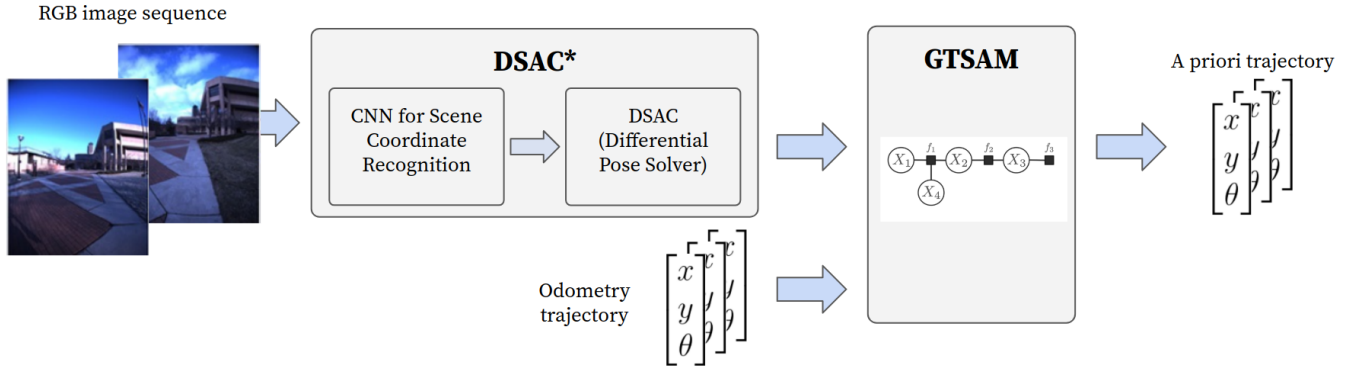 RGB image sequence
DSAC*
CNN for Scene
Coordinate
Recognition
DSAC
(Differential
Pose Solver)
GTSAM
X1 f1 X2 f2 X3 f3
X4
A priori trajectory
x x x
y y y
θ θ θ
Odometry
trajectory
x x x
y y y
θ θ θ